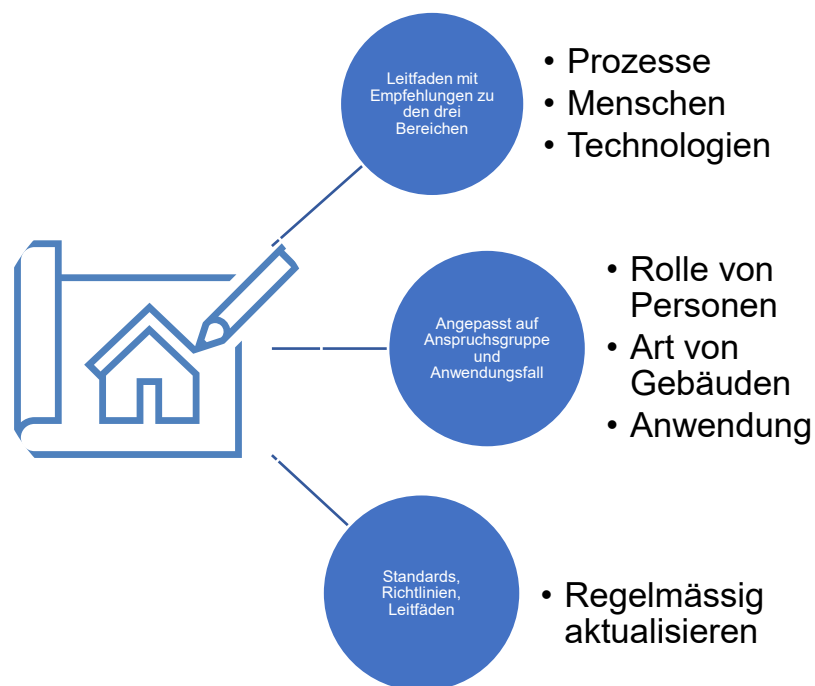 Leitfaden mit
Empfehlungen zu
den drei
Bereichen
• Prozesse
• Menschen
• Technologien
Angepasst auf
Anspruchsgruppe
und
Anwendungsfall
• Rolle von
Personen
• Art von
Gebäuden
• Anwendung
Standards,
Richtlinien,
Leitfäden
• Regelmässig
aktualisieren